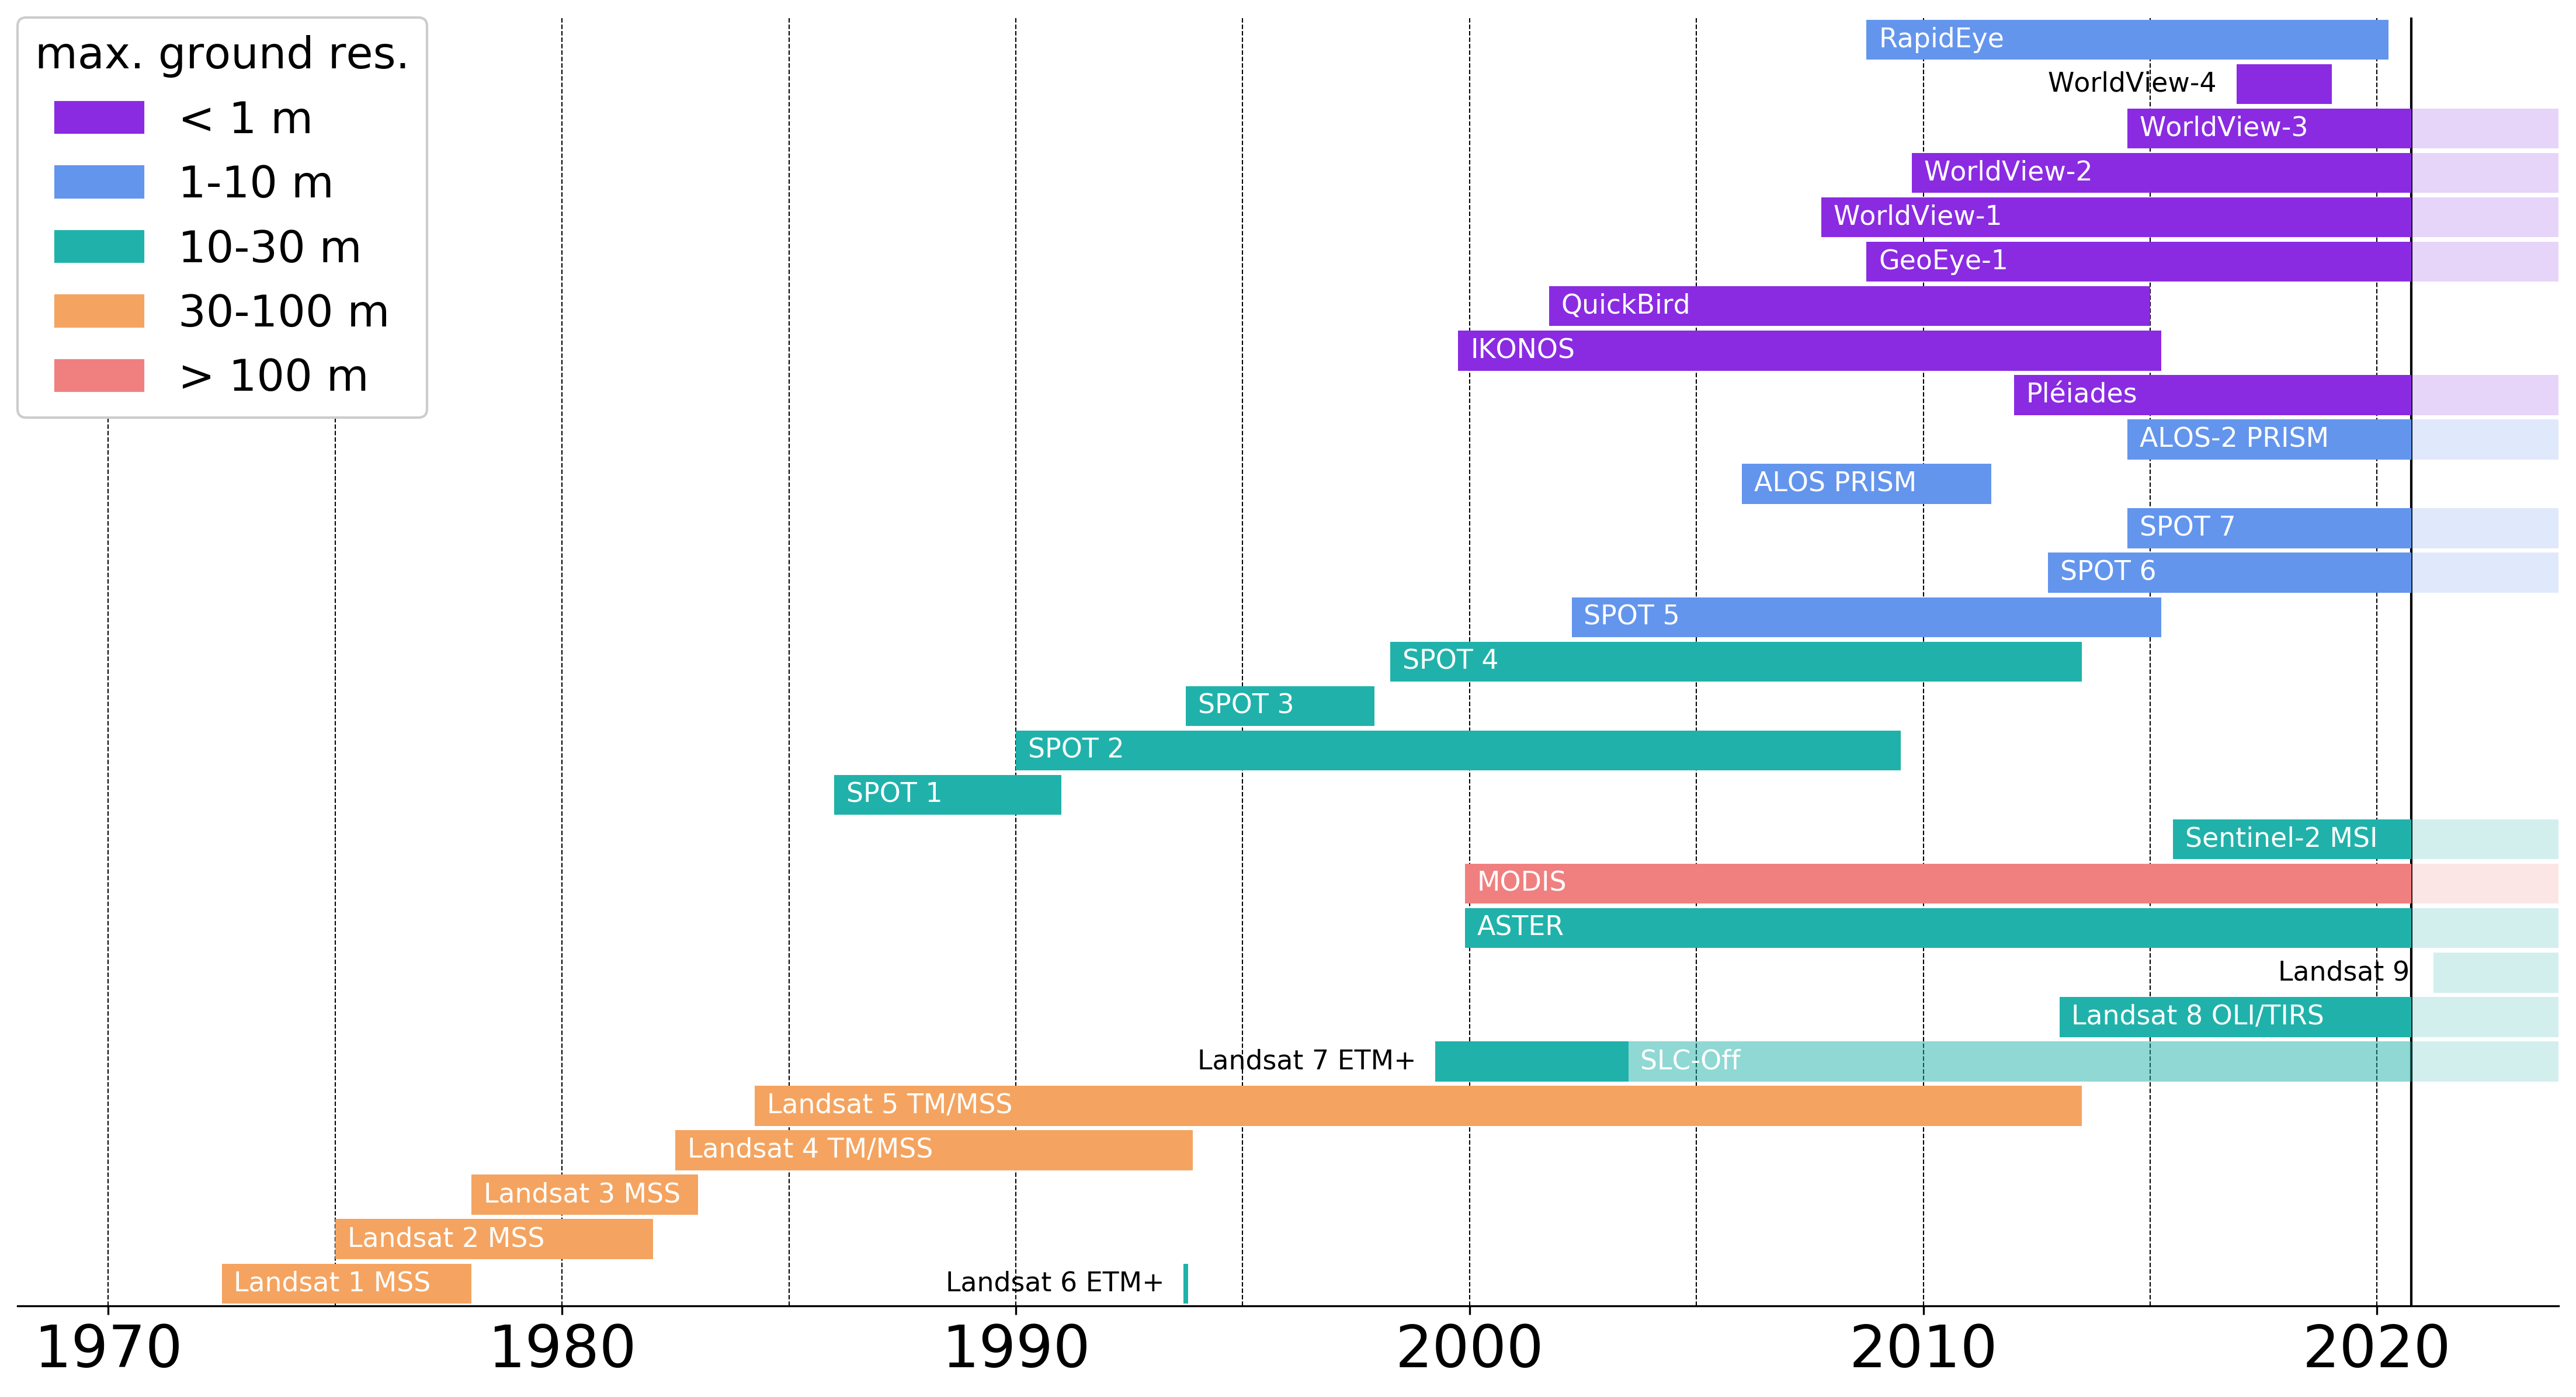 max. ground res.
< 1 m
1-10 m
10-30 m
30-100 m
> 100 m
RapidEye
WorldView-4
WorldView-3
WorldView-2
WorldView-1
GeoEye-1
QuickBird
IKONOS
Pléiades
ALOS-2 PRISM
ALOS PRISM
SPOT 7
SPOT 6
SPOT 5
SPOT 4
SPOT 3
SPOT 2
SPOT 1
Sentinel-2 MSI
MODIS
ASTER
Landsat 9
Landsat 8 OLI/TIRS
Landsat 7 ETM+ SLC-Off
Landsat 5 TM/MSS
Landsat 4 TM/MSS
Landsat 3 MSS
Landsat 2 MSS
Landsat 1 MSS Landsat 6 ETM+
1970 1980 1990 2000 2010 2020